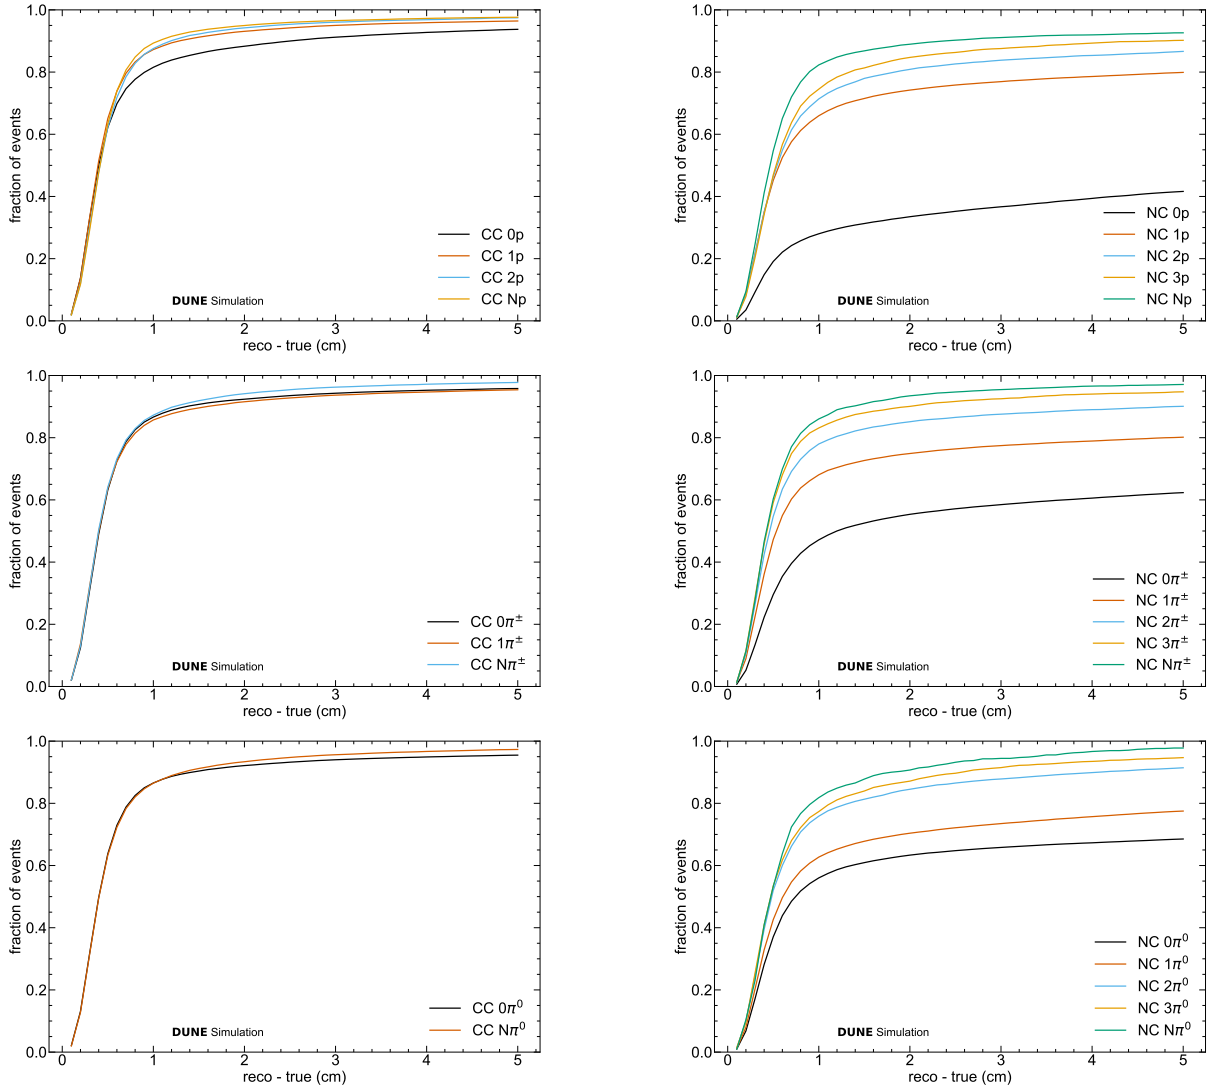 1.0
0.8
0.6
0.4
0.2
0.0
fraction of events
CC 0p
CC 1p
CC 2p
CC Np
DUNE Simulation
0 1 2 3 4 5
reco - true (cm)
1.0
0.8
0.6
0.4
0.2
0.0
fraction of events
NC 0p
NC 1p
NC 2p
NC 3p
NC Np
DUNE Simulation
0 1 2 3 4 5
reco - true (cm)
1.0
0.8
0.6
0.4
0.2
0.0
fraction of events
CC 0π±
CC 1π±
CC Nπ±
DUNE Simulation
0 1 2 3 4 5
reco - true (cm)
1.0
0.8
0.6
0.4
0.2
0.0
fraction of events
NC 0π±
NC 1π±
NC 2π±
NC 3π±
NC Nπ±
DUNE Simulation
0 1 2 3 4 5
reco - true (cm)
1.0
0.8
0.6
0.4
0.2
0.0
fraction of events
CC 0π⁰
CC Nπ⁰
DUNE Simulation
0 1 2 3 4 5
reco - true (cm)
1.0
0.8
0.6
0.4
0.2
0.0
fraction of events
NC 0π⁰
NC 1π⁰
NC 2π⁰
NC 3π⁰
NC Nπ⁰
DUNE Simulation
0 1 2 3 4 5
reco - true (cm)